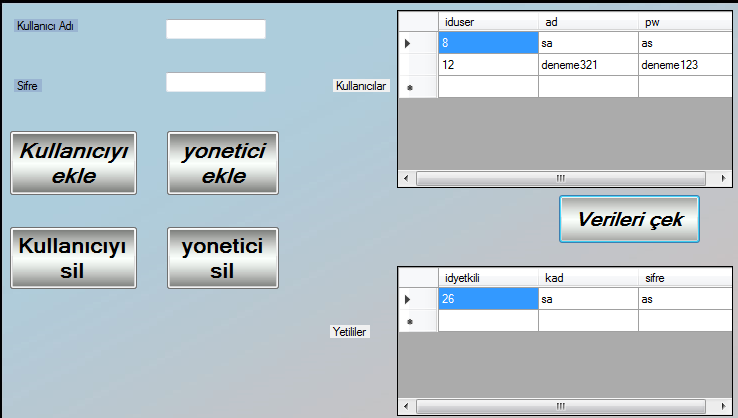 Kullanıcı Adı
Sifre
Kullanıcıyı
ekle
yonetici
ekle
Kullanıcıyı
sil
yonetici
sil
Kullanıcılar
iduser ad pw
8 sa as
12 deneme321 deneme123
Verileri çek
Yetililer
idyetkili kad sifre
26 sa as